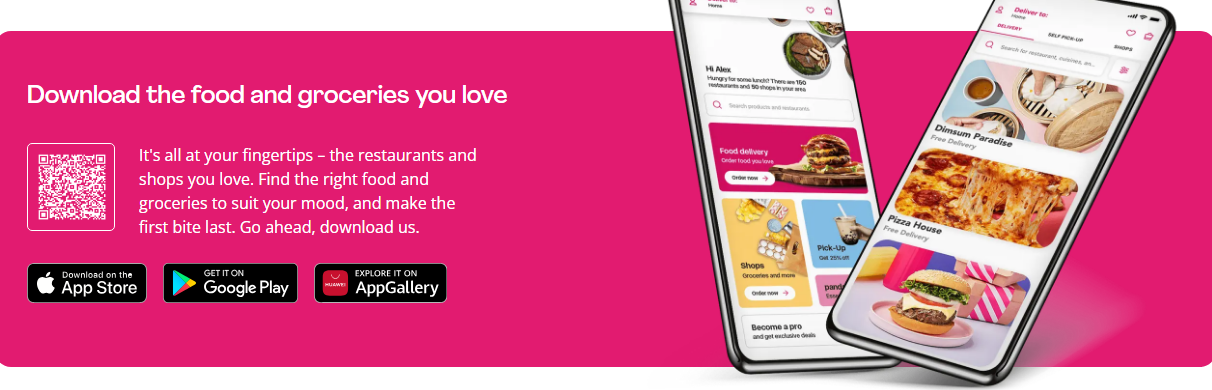 Download the food and groceries you love
It's all at your fingertips – the restaurants and
shops you love. Find the right food and
groceries to suit your mood, and make the
first bite last. Go ahead, download us.
Download on the
App Store
GET IT ON
Google Play
HUAWEI
EXPLORE IT ON
AppGallery
Home
Hi Alex
Hungry for some lunch? There are 150
restaurants and 50 shops in your area
Search products and restaurants
Food delivery
Order food you love
Order now
Shops
Groceries and more
Order now
Pick-Up
Get 25% off
panda
Become a pro
and get exclusive deals
Deliver to:
Home
DELIVERY
SELF PICK-UP
SHOPS
Search for restaurant, cuisines, en...
Dimsum Paradise
Free Delivery
Pizza House
Free Delivery